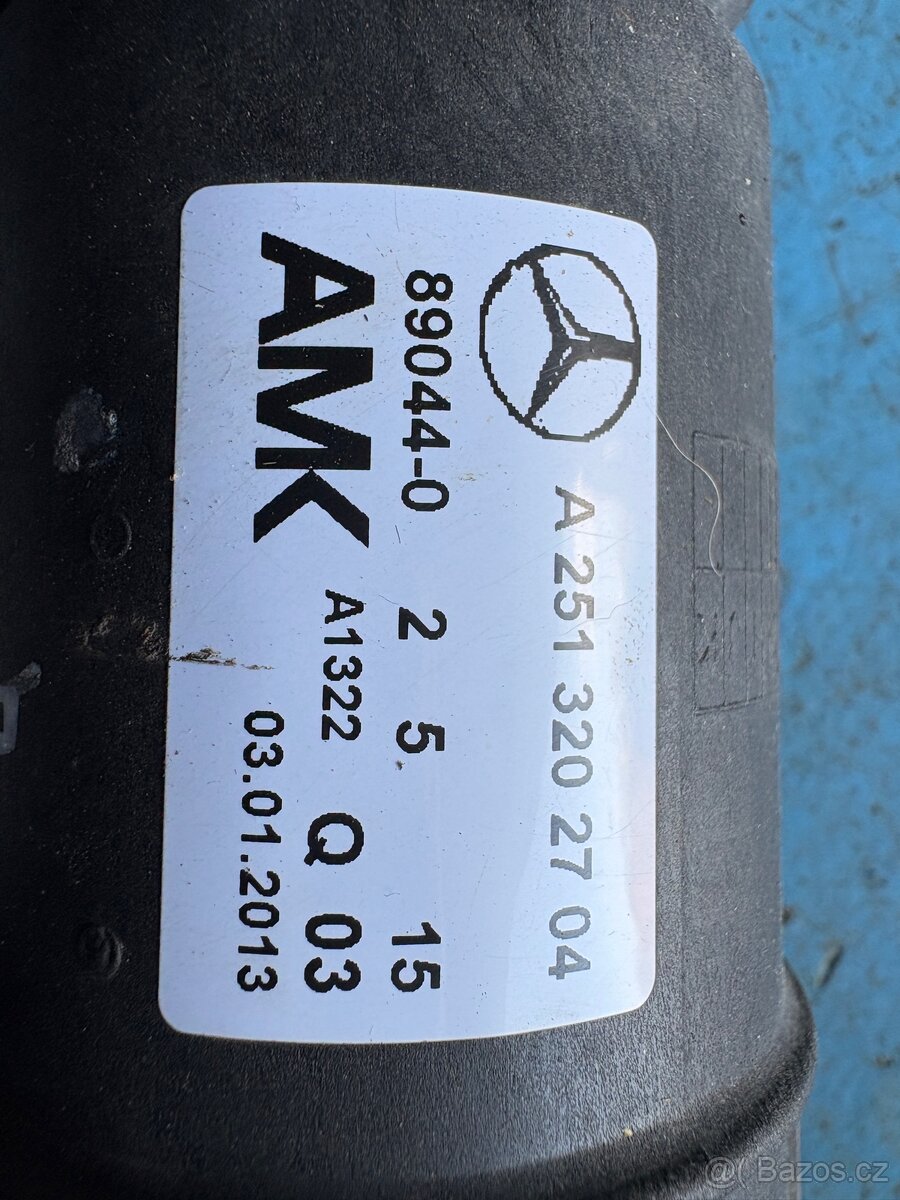 A 251 320 27 04
89044-0 2 5 15
AMK A1322 Q 03
03.01.2013
@( Bazos.cz